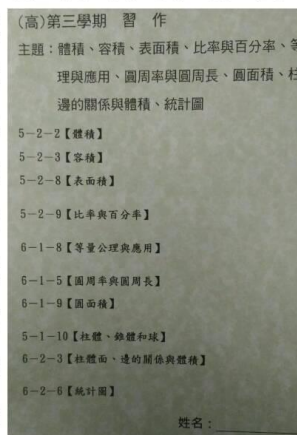 (高)第三學期 習 作
主題：體積、容積、表面積、比率與百分率、等
理與應用、圓周率與圓周長、圓面積、柱
邊的關係與體積、統計圖
5－2－2【體積】
5－2－3【容積】
5－2－8【表面積】
5－2－9【比率與百分率】
6－1－8【等量公理與應用】
6－1－5【圓周率與圓周長】
6－1－9【圓面積】
5－1－10【柱體、錐體和球】
6－2－3【柱體面、邊的關係與體積】
6－2－6【統計圖】
姓名：